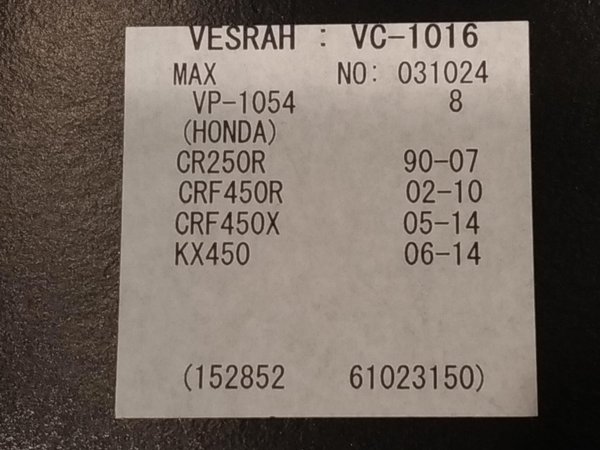 VESRAH : VC-1016
MAX NO: 031024
VP-1054 8
(HONDA)
CR250R 90-07
CRF450R 02-10
CRF450X 05-14
KX450 06-14
(152852 61023150)